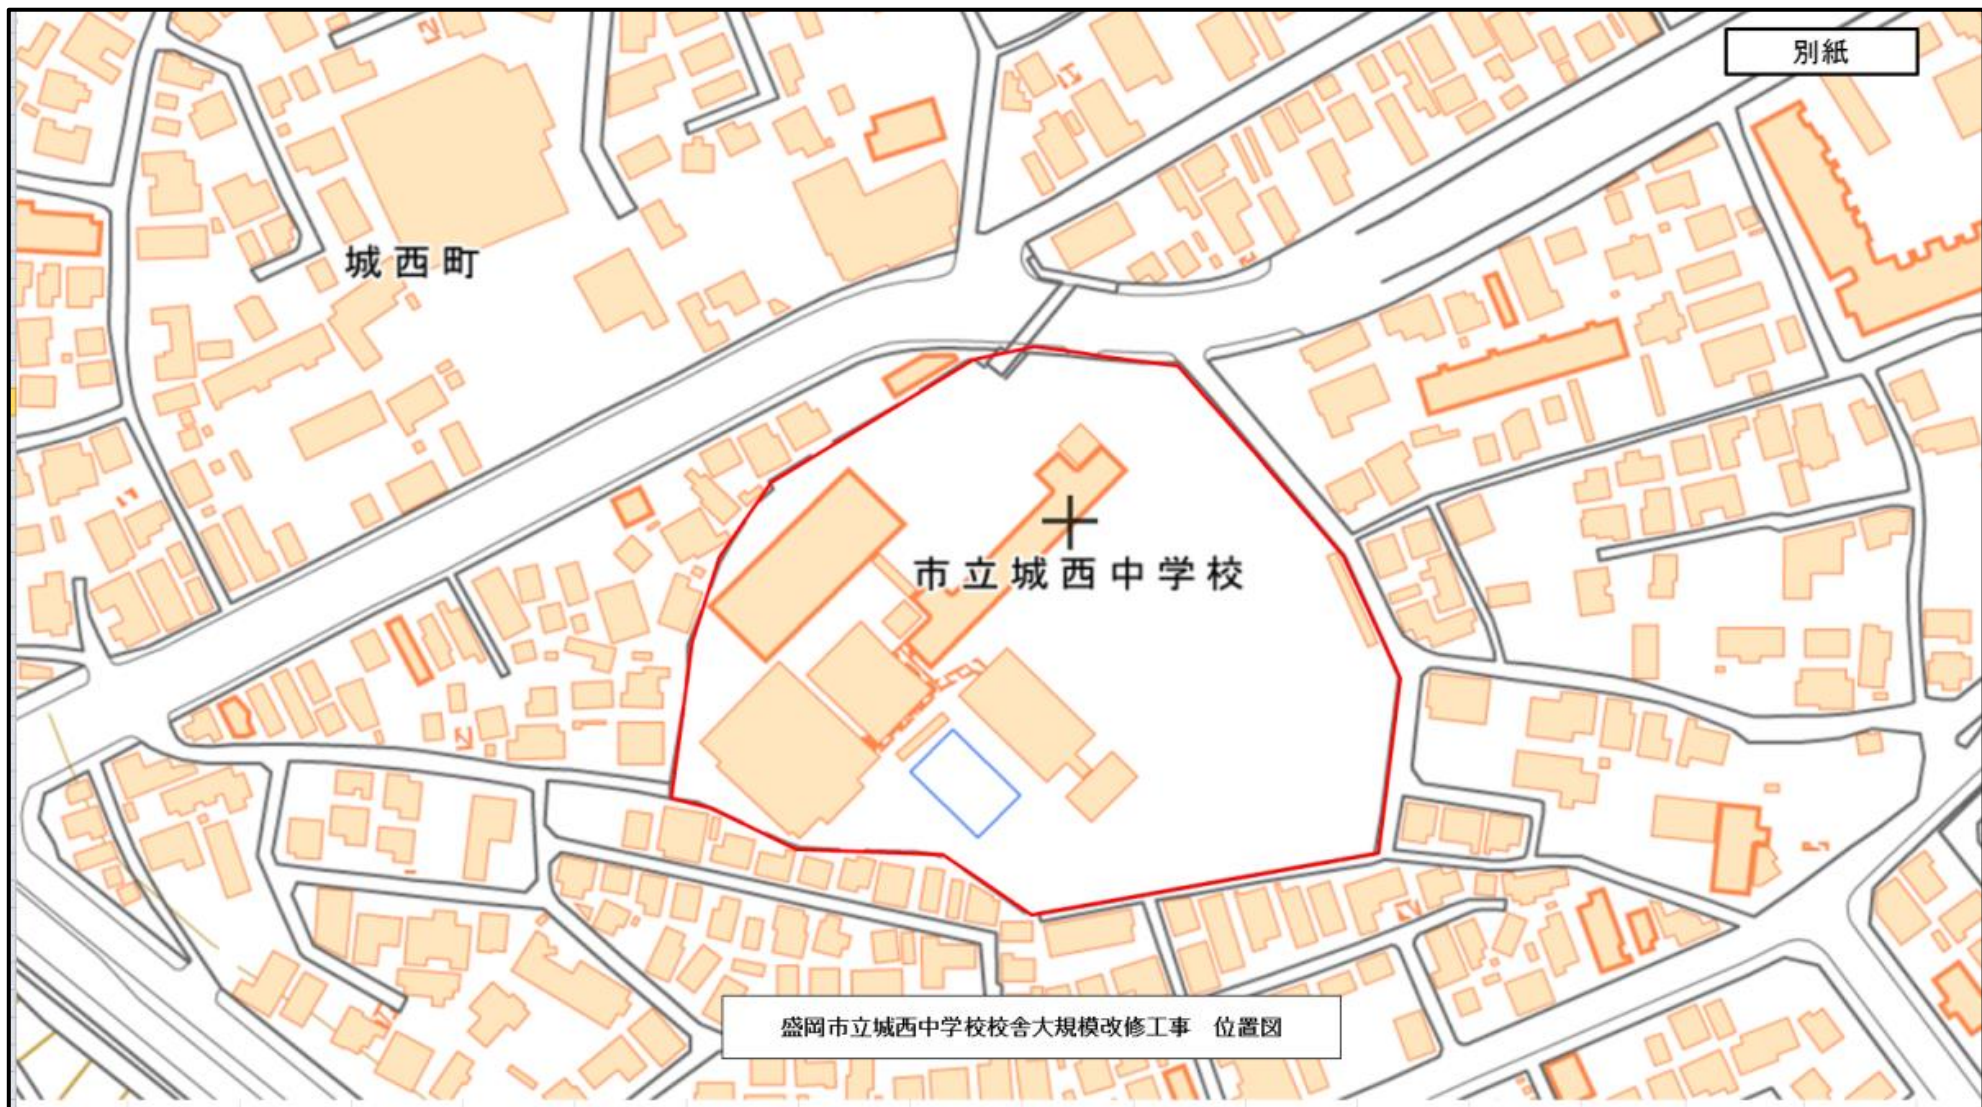 別紙
城西町
市立城西中学校
盛岡市立城西中学校校舎大規模改修工事　位置図